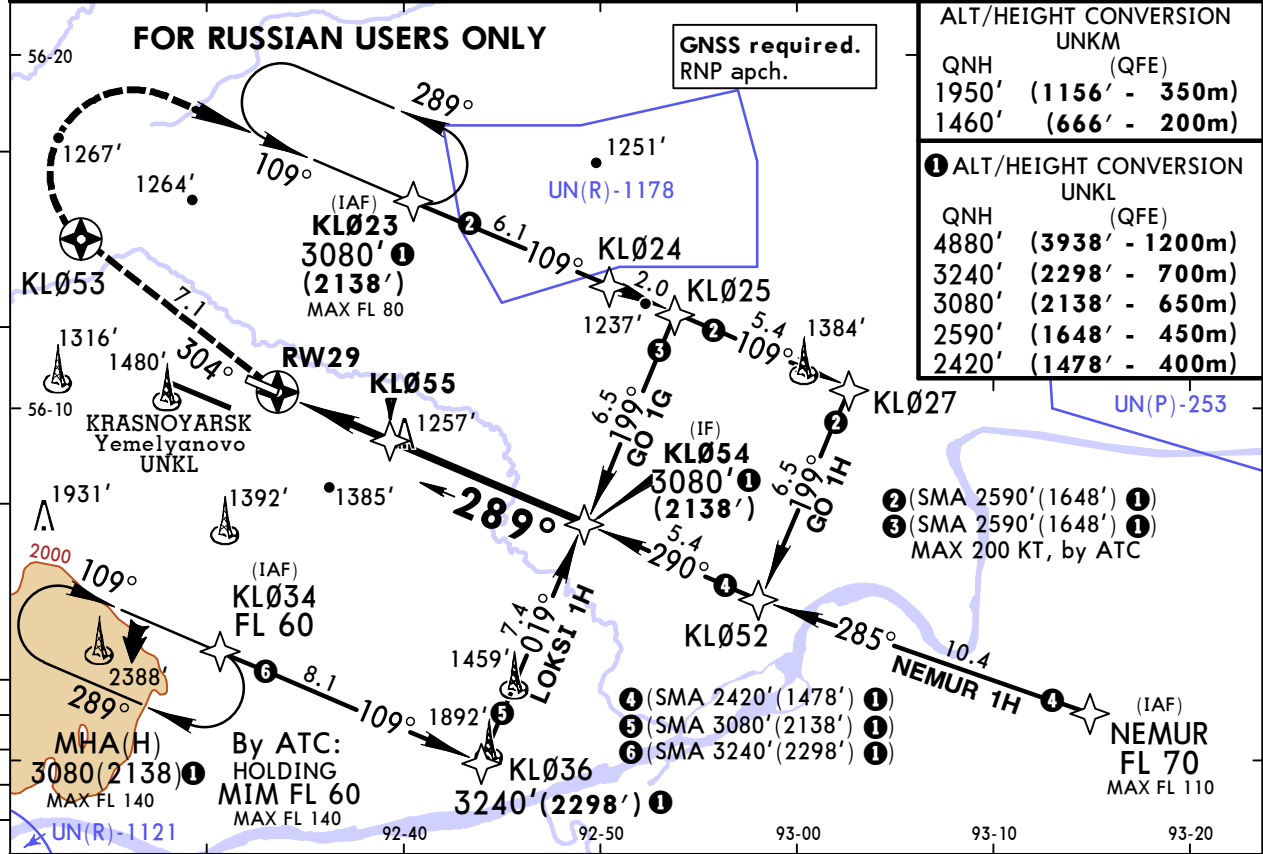 FOR RUSSIAN USERS ONLY
GNSS required.
RNP apch.
ALT/HEIGHT CONVERSION
UNKM
QNH (QFE)
1950' (1156' - 350m)
1460' (666' - 200m)
❶ ALT/HEIGHT CONVERSION
UNKL
QNH (QFE)
4880' (3938' - 1200m)
3240' (2298' - 700m)
3080' (2138' - 650m)
2590' (1648' - 450m)
2420' (1478' - 400m)
56-20
289°
109°
1267'
1264'
1251'
UN(R)-1178
(IAF)
KLØ23
3080' ❶
(2138')
MAX FL 80
❷
6.1
109°
KLØ24
2.0
KLØ25
1237'
❷
5.4
109°
1384'
KLØ53
7.1
304°
1316'
1480'
RW29
KLØ55
1257'
❸
6.5
199°
GO 1G
KLØ27
UN(P)-253
56-10
KRASNOYARSK
Yemelyanovo
UNKL
(IF)
KLØ54
3080' ❶
(2138')
❷
6.5
199°
GO 1H
❷ (SMA 2590'(1648') ❶)
❸ (SMA 2590'(1648') ❶)
MAX 200 KT, by ATC
1931'
1392'
1385'
289°
5.4
290°
❹
KLØ52
2000
109°
(IAF)
KLØ34
FL 60
2388'
289°
❻
8.1
109°
7.4
019°
LOKSI 1H
1459'
1892'
❺
285°
10.4
NEMUR 1H
❹
(IAF)
NEMUR
FL 70
MAX FL 110
❹ (SMA 2420'(1478') ❶)
❺ (SMA 3080'(2138') ❶)
❻ (SMA 3240'(2298') ❶)
MHA(H)
3080(2138) ❶
MAX FL 140
By ATC:
HOLDING
MIM FL 60
MAX FL 140
KLØ36
3240' (2298') ❶
UN(R)-1121
92-40
92-50
93-00
93-10
93-20